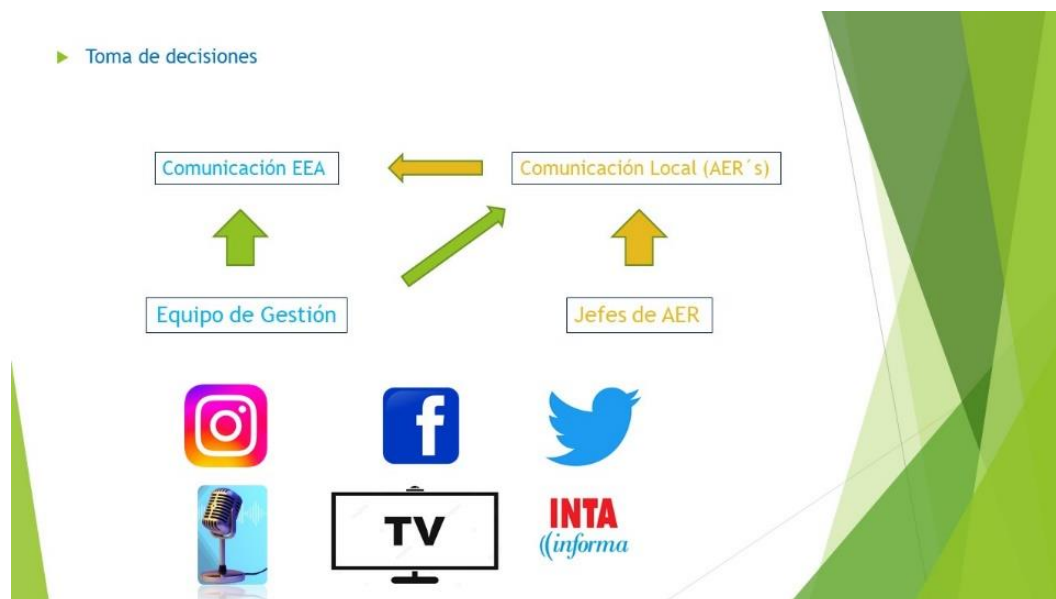 Toma de decisiones
Comunicación EEA
Comunicación Local (AER´s)
Equipo de Gestión
Jefes de AER
f
TV
INTA
((informa